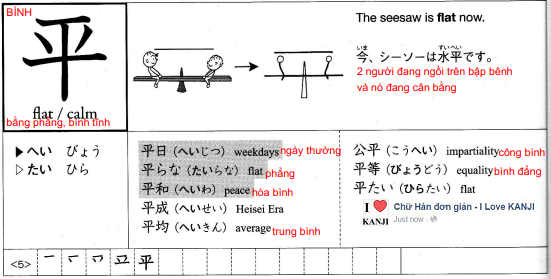 BÌNH
平
flat / calm
bằng phẳng, bình tĩnh
The seesaw is flat now.
いま すいへい
今、シーソーは水平です。
2 người đang ngồi trên bập bênh
và nó đang cân bằng
▶へい びょう
▷たい ひら
平日（へいじつ）weekdays ngày thường
平らな（たいらな）flat phẳng
平和（へいわ）peace hòa bình
平成（へいせい）Heisei Era
平均（へいきん）average trung bình
公平（こうへい）impartiality công bình
平等（びょうどう）equality bình đẳng
平たい（ひらたい）flat
I ❤ KANJI
Chữ Hán đơn giản - I Love KANJI
Just now
<5> 平